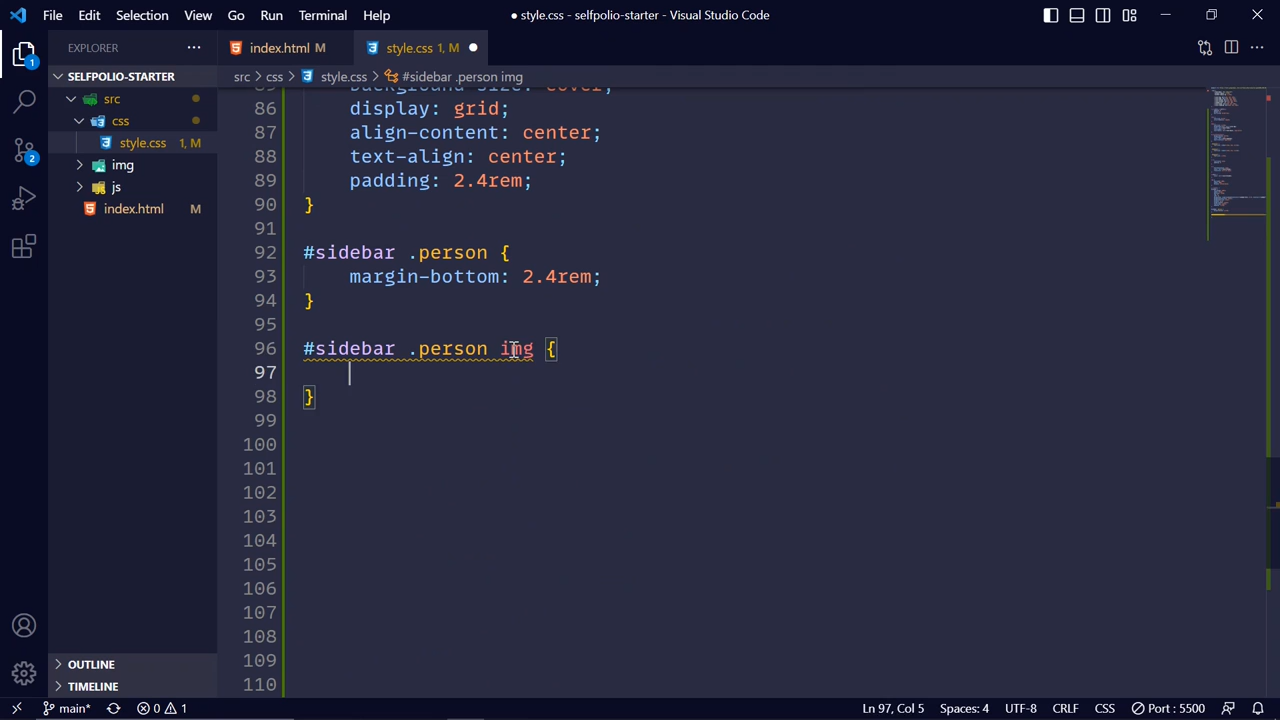 File Edit Selection View Go Run Terminal Help
● style.css - selfpolio-starter - Visual Studio Code
EXPLORER
index.html M
style.css 1, M
SELFPOLIO-STARTER
src > css > style.css > #sidebar .person img
src
css
style.css 1, M
img
js
index.html M
86 display: grid;
87 align-content: center;
88 text-align: center;
89 padding: 2.4rem;
90 }
91
92 #sidebar .person {
93 margin-bottom: 2.4rem;
94 }
95
96 #sidebar .person img {
97
98 }
99
100
101
102
103
104
105
106
107
108
109
110
1
2
OUTLINE
TIMELINE
main* 0 1 Ln 97, Col 5 Spaces: 4 UTF-8 CRLF CSS Port : 5500